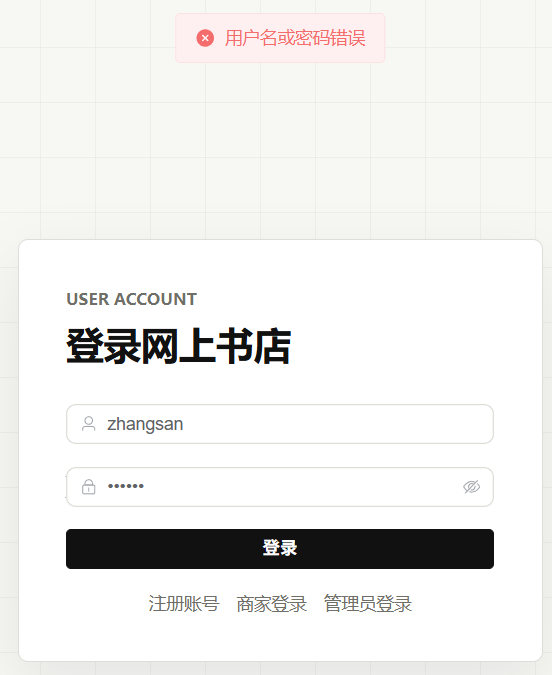 用户名或密码错误
USER ACCOUNT
登录网上书店
zhangsan
••••••
登录
注册账号 商家登录 管理员登录